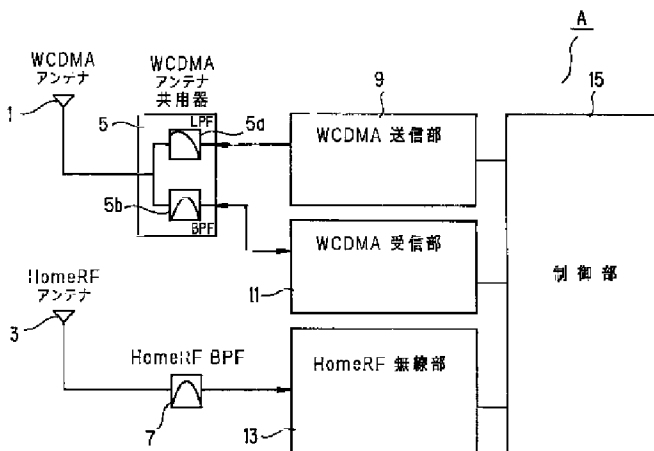 A
WCDMA
アンテナ
1
WCDMA
アンテナ
共用器
5
LPF
5a
5b
BPF
9
WCDMA 送信部
15
WCDMA 受信部
11
制御部
HomeRF
アンテナ
3
HomeRF BPF
7
HomeRF 無線部
13